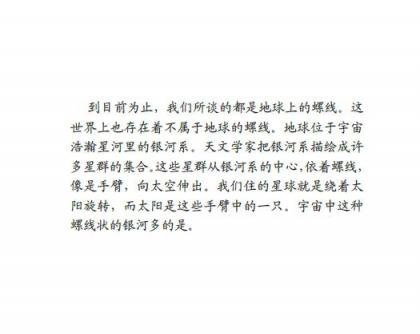 到目前为止，我们所谈的都是地球上的螺线。这
世界上也存在着不属于地球的螺线。地球位于宇宙
浩瀚星河里的银河系。天文学家把银河系描绘成许
多星群的集合。这些星群从银河系的中心，依着螺线，
像是手臂，向太空伸出。我们住的星球就是绕着太
阳旋转，而太阳是这些手臂中的一只。宇宙中这种
螺线状的银河多的是。